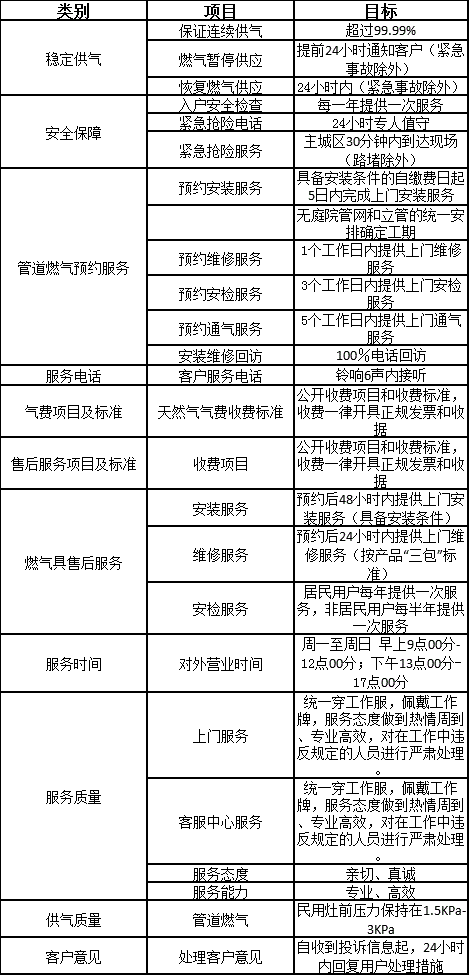 类别 项目 目标
稳定供气
保证连续供气 超过99.99%
燃气暂停供应
提前24小时通知客户（紧急
事故除外）
恢复燃气供应 24小时内（紧急事故除外）
安全保障
入户安全检查 每一年提供一次服务
紧急抢险电话 24小时专人值守
紧急抢险服务
主城区30分钟内到达现场
（路堵除外）
管道燃气预约服务
预约安装服务
具备安装条件的自缴费日起
5日内完成上门安装服务
无庭院管网和立管的统一安
排确定工期
预约维修服务
1个工作日内提供上门维修
服务
预约安检服务
3个工作日内提供上门安检
服务
预约通气服务
5个工作日内提供上门通气
服务
安装维修回访 100%电话回访
服务电话 客户服务电话 铃响6声内接听
气费项目及标准 天然气气费收费标准
公开收费项目和收费标准，
收费一律开具正规发票和收
据
售后服务项目及标准 收费项目
公开收费项目和收费标准，
收费一律开具正规发票和收
据
燃气具售后服务
安装服务
预约后48小时内提供上门安
装服务（具备安装条件）
维修服务
预约后24小时内提供上门维
修服务（按产品“三包”标
准）
安检服务
居民用户每年提供一次服
务，非居民用户每半年提供
一次服务
服务时间 对外营业时间
周一至周日 早上9点00分-
12点00分；下午13点00分-
17点00分
服务质量
上门服务
统一穿工作服，佩戴工作
牌，服务态度做到热情周到
、专业高效，对在工作中违
反规定的人员进行严肃处理
。
客服中心服务
统一穿工作服，佩戴工作
牌，服务态度做到热情周到
、专业高效，对在工作中违
反规定的人员进行严肃处理
。
服务态度 亲切、真诚
服务能力 专业、高效
供气质量 管道燃气
民用灶前压力保持在1.5KPa-
3KPa
客户意见 处理客户意见
自收到投诉信息起，24小时
内回复用户处理措施